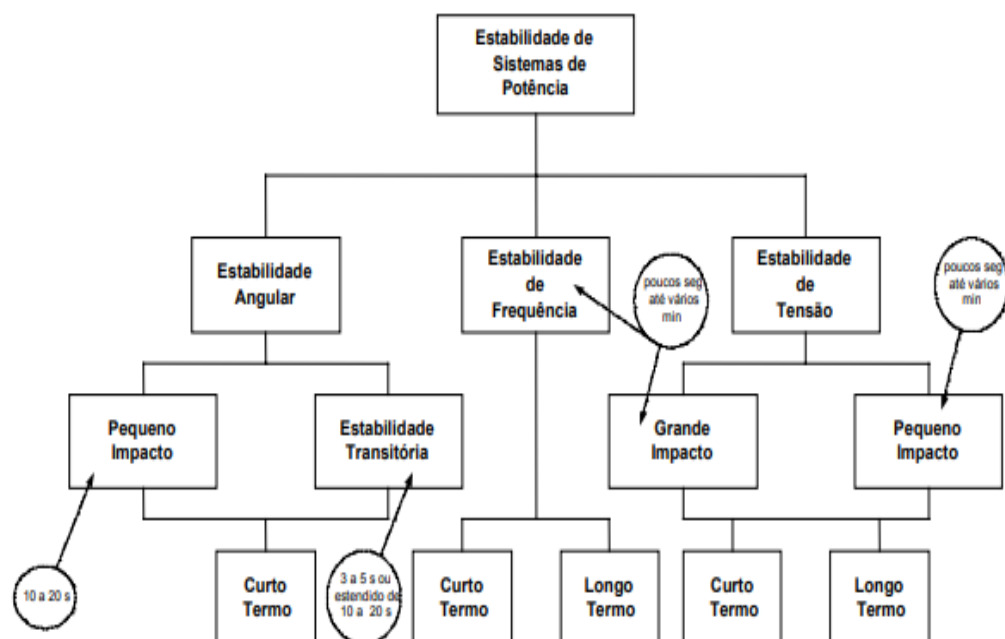 Estabilidade de
Sistemas de
Potência
Estabilidade
Angular
Estabilidade
de
Frequência
poucos seg
até vários
min
Estabilidade
de
Tensão
poucos seg
até vários
min
Pequeno
Impacto
Estabilidade
Transitória
Grande
Impacto
Pequeno
Impacto
10 a 20 s
Curto
Termo
3 a 5 s ou
estendido de
10 a 20 s
Curto
Termo
Longo
Termo
Curto
Termo
Longo
Termo